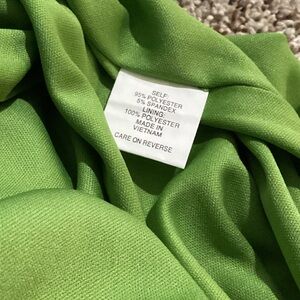 SELF:
95% POLYESTER
5% SPANDEX
LINING:
100% POLYESTER
MADE IN
VIETNAM
CARE ON REVERSE